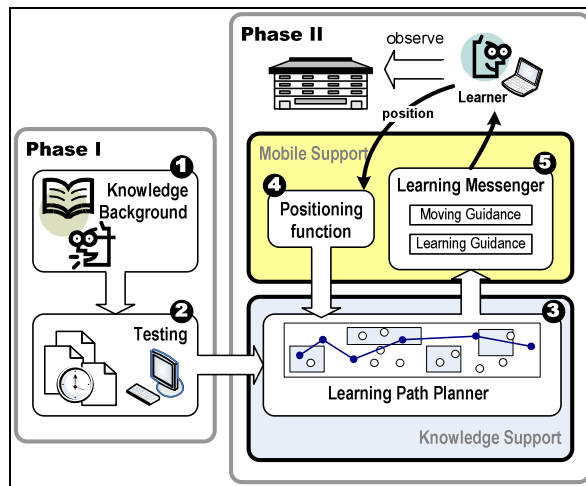 Phase I
1
Knowledge
Background
2
Testing
Phase II
observe
Learner
position
Mobile Support
4
Positioning
function
5
Learning Messenger
Moving Guidance
Learning Guidance
3
Learning Path Planner
Knowledge Support